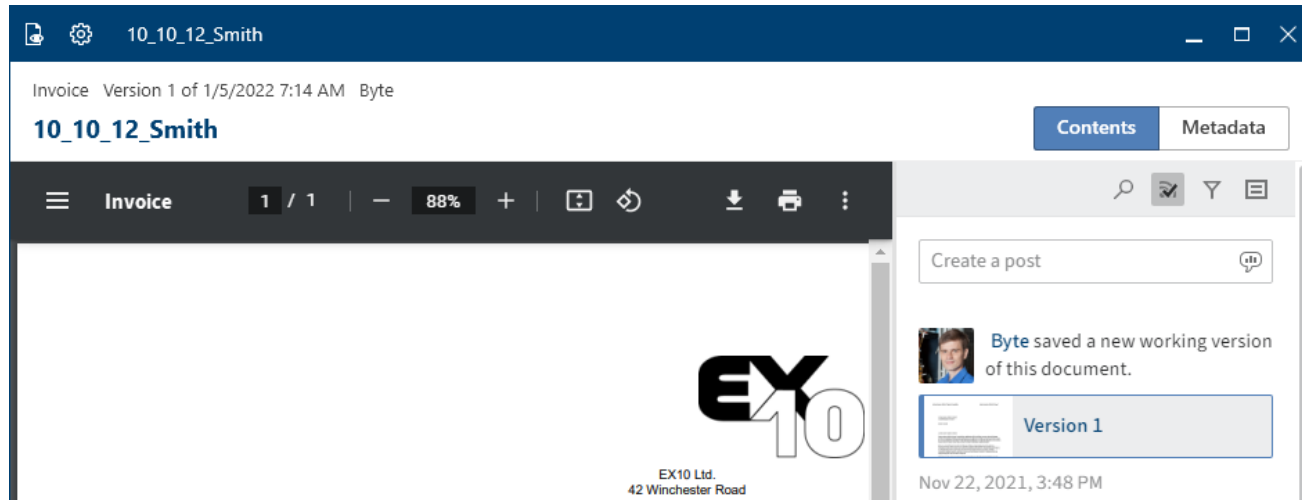 10_10_12_Smith
Invoice Version 1 of 1/5/2022 7:14 AM Byte
10_10_12_Smith
Contents Metadata
Invoice 1 / 1 88%
Create a post
Byte saved a new working version
of this document.
Version 1
Nov 22, 2021, 3:48 PM
EX
10
EX10 Ltd.
42 Winchester Road